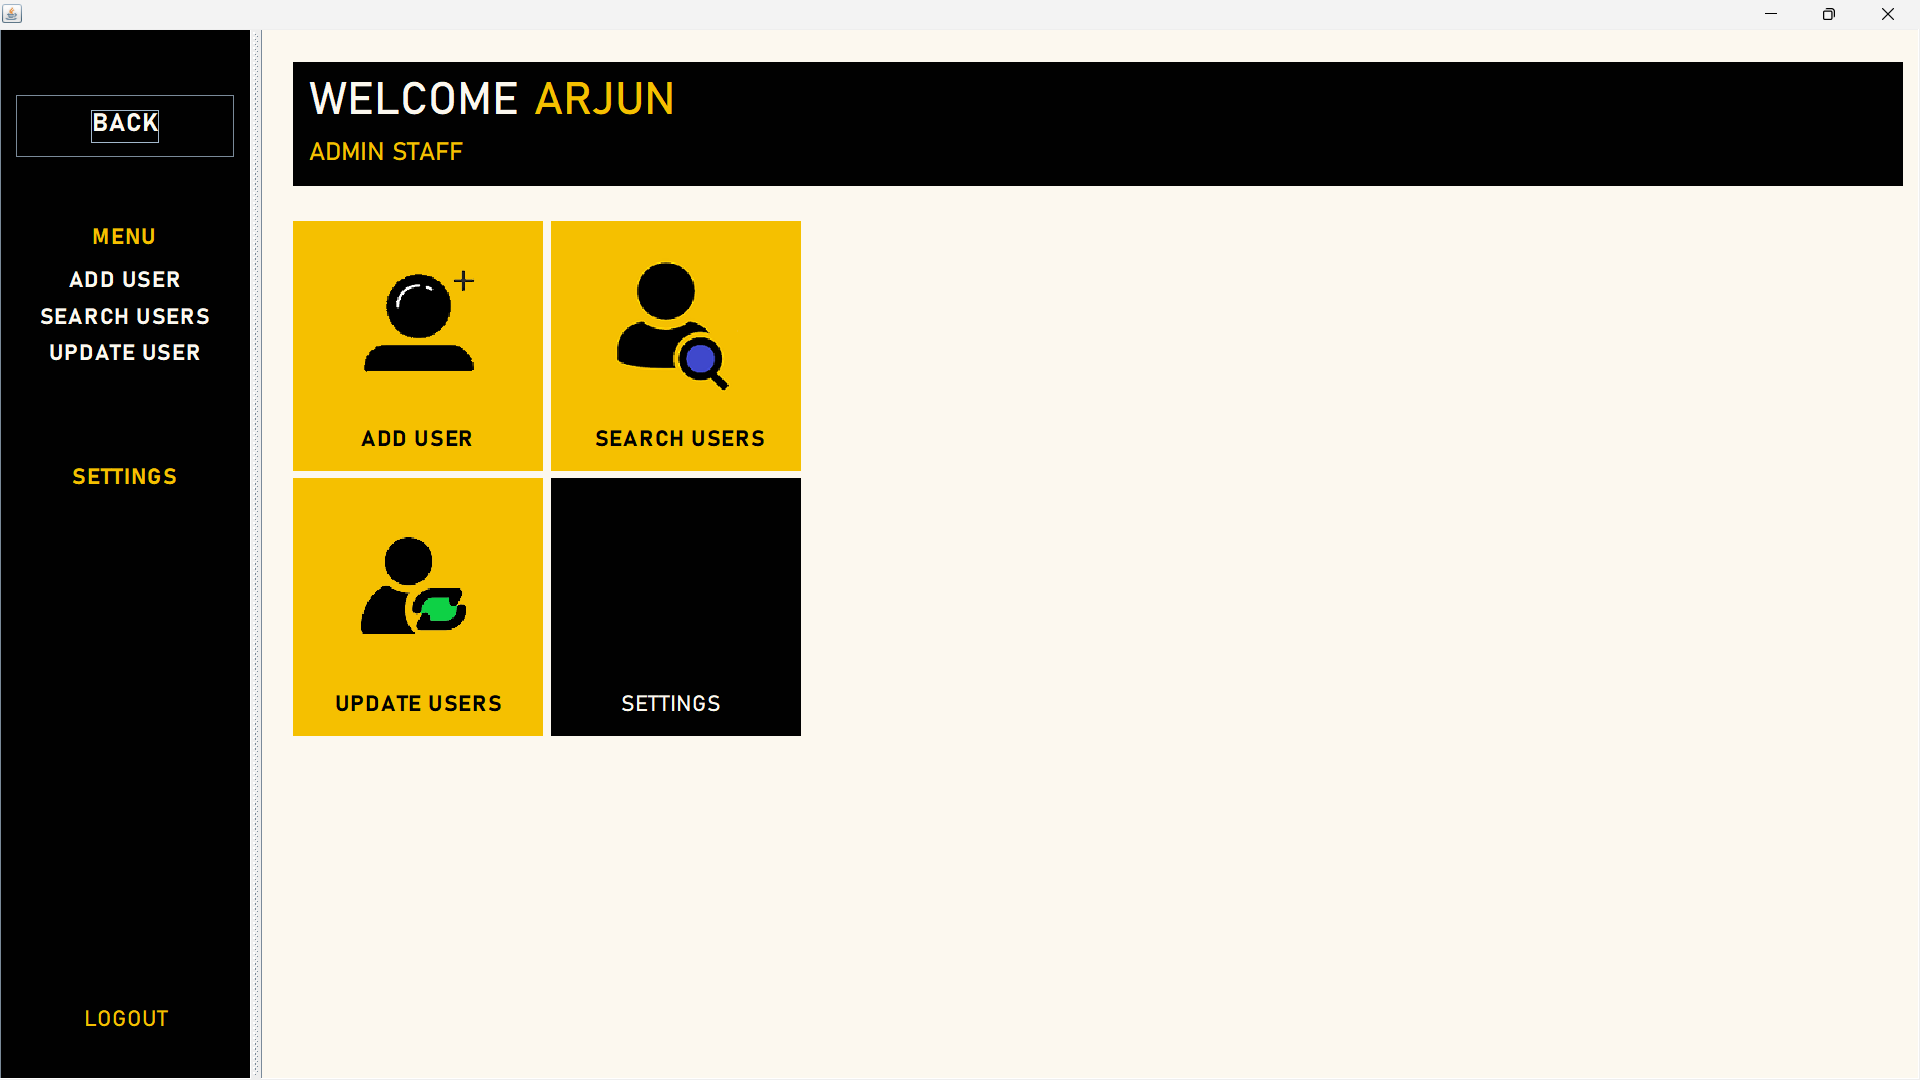 BACK
MENU
ADD USER
SEARCH USERS
UPDATE USER
SETTINGS
LOGOUT
WELCOME ARJUN
ADMIN STAFF
ADD USER
SEARCH USERS
UPDATE USERS
SETTINGS